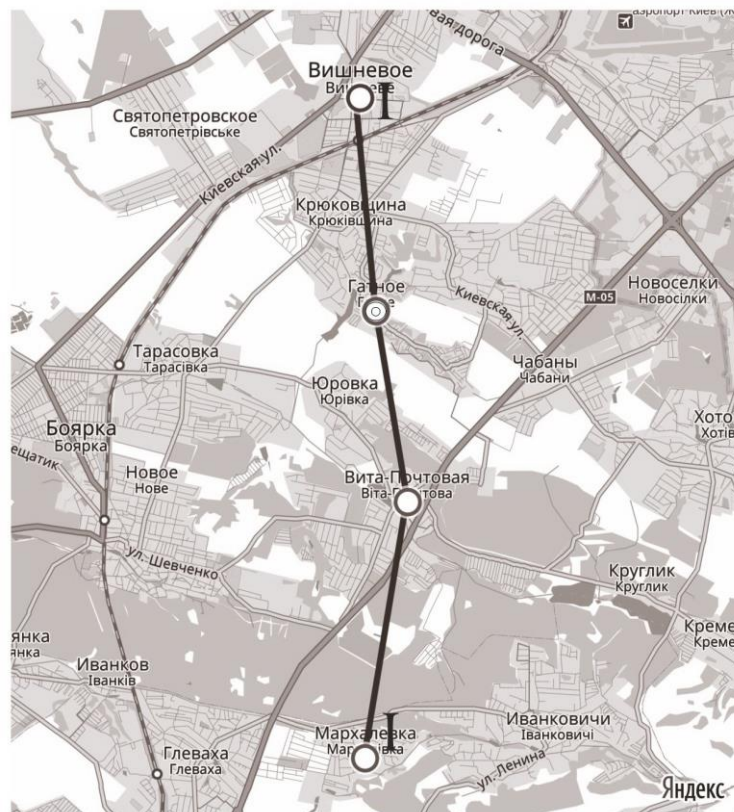 аэропорт-Киев (Ж
Вишневое
I
Святопетровское
Святопетрівське
Киевская ул.
Крюковщина
Крюківщина
Гатное
Киевская ул.
М-05
Новоселки
Новосілки
Тарасовка
Тарасівка
Чабаны
Чабани
Юровка
Юрівка
Боярка
Боярка
Хото
Хотів
Новое
Нове
Вита-Почтовая
ул. Шевченко
Круглик
Круглик
Креме
Креме
янка
янка
Иванков
Іванків
Мархалевка
I
Иванковичи
Іванковичі
Глеваха
Глеваха
ул. Ленина
Яндекс